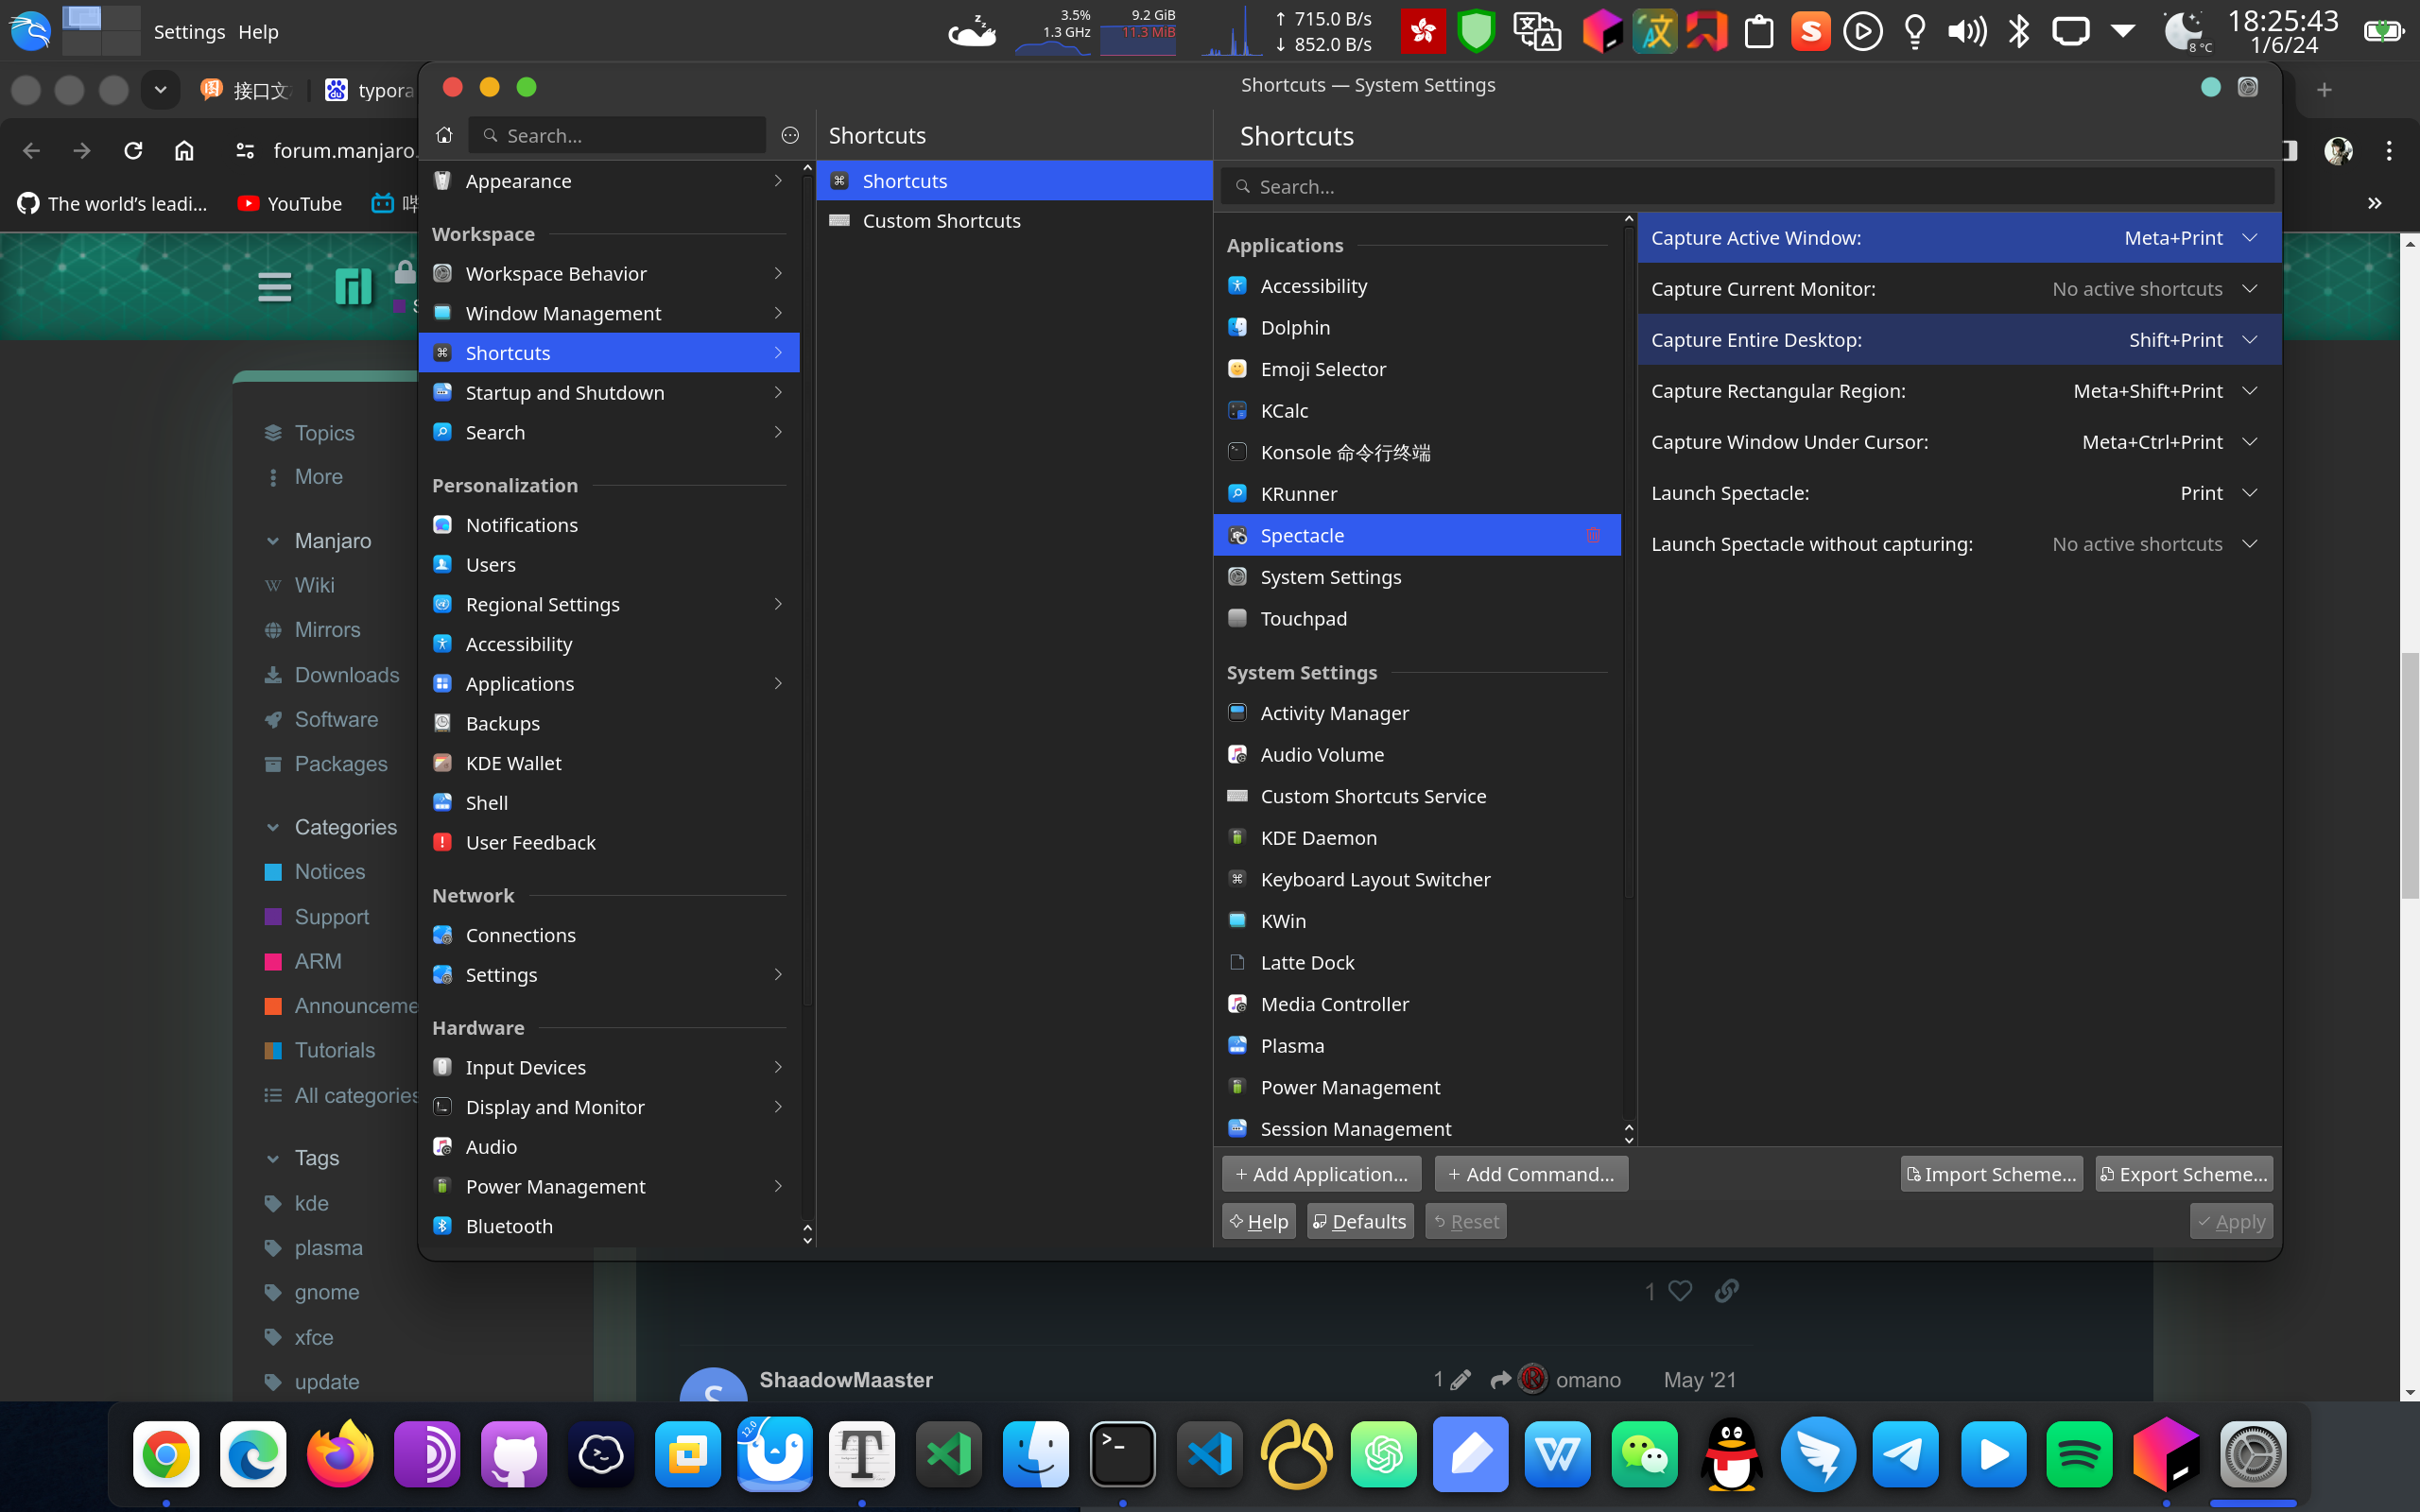 Settings Help
z z z
3.5%
1.3 GHz
9.2 GiB
11.3 MiB
↑ 715.0 B/s
↓ 852.0 B/s
8 °C
18:25:43
1/6/24
接口文
typora
forum.manjaro.
The world's leadi...
YouTube
Topics
More
Manjaro
Wiki
Mirrors
Downloads
Software
Packages
Categories
Notices
Support
ARM
Announceme
Tutorials
All categories
Tags
kde
plasma
gnome
xfce
update
Shortcuts — System Settings
Search...
Appearance
Workspace
Workspace Behavior
Window Management
Shortcuts
Startup and Shutdown
Search
Personalization
Notifications
Users
Regional Settings
Accessibility
Applications
Backups
KDE Wallet
Shell
User Feedback
Network
Connections
Settings
Hardware
Input Devices
Display and Monitor
Audio
Power Management
Bluetooth
Shortcuts
Shortcuts
Custom Shortcuts
Shortcuts
Search...
Applications
Accessibility
Dolphin
Emoji Selector
KCalc
Konsole 命令行终端
KRunner
Spectacle
System Settings
Touchpad
System Settings
Activity Manager
Audio Volume
Custom Shortcuts Service
KDE Daemon
Keyboard Layout Switcher
KWin
Latte Dock
Media Controller
Plasma
Power Management
Session Management
Capture Active Window: Meta+Print
Capture Current Monitor: No active shortcuts
Capture Entire Desktop: Shift+Print
Capture Rectangular Region: Meta+Shift+Print
Capture Window Under Cursor: Meta+Ctrl+Print
Launch Spectacle: Print
Launch Spectacle without capturing: No active shortcuts
+ Add Application... + Add Command... Import Scheme... Export Scheme...
Help Defaults Reset Apply
1
S ShaadowMaaster 1 omano May '21
12.0